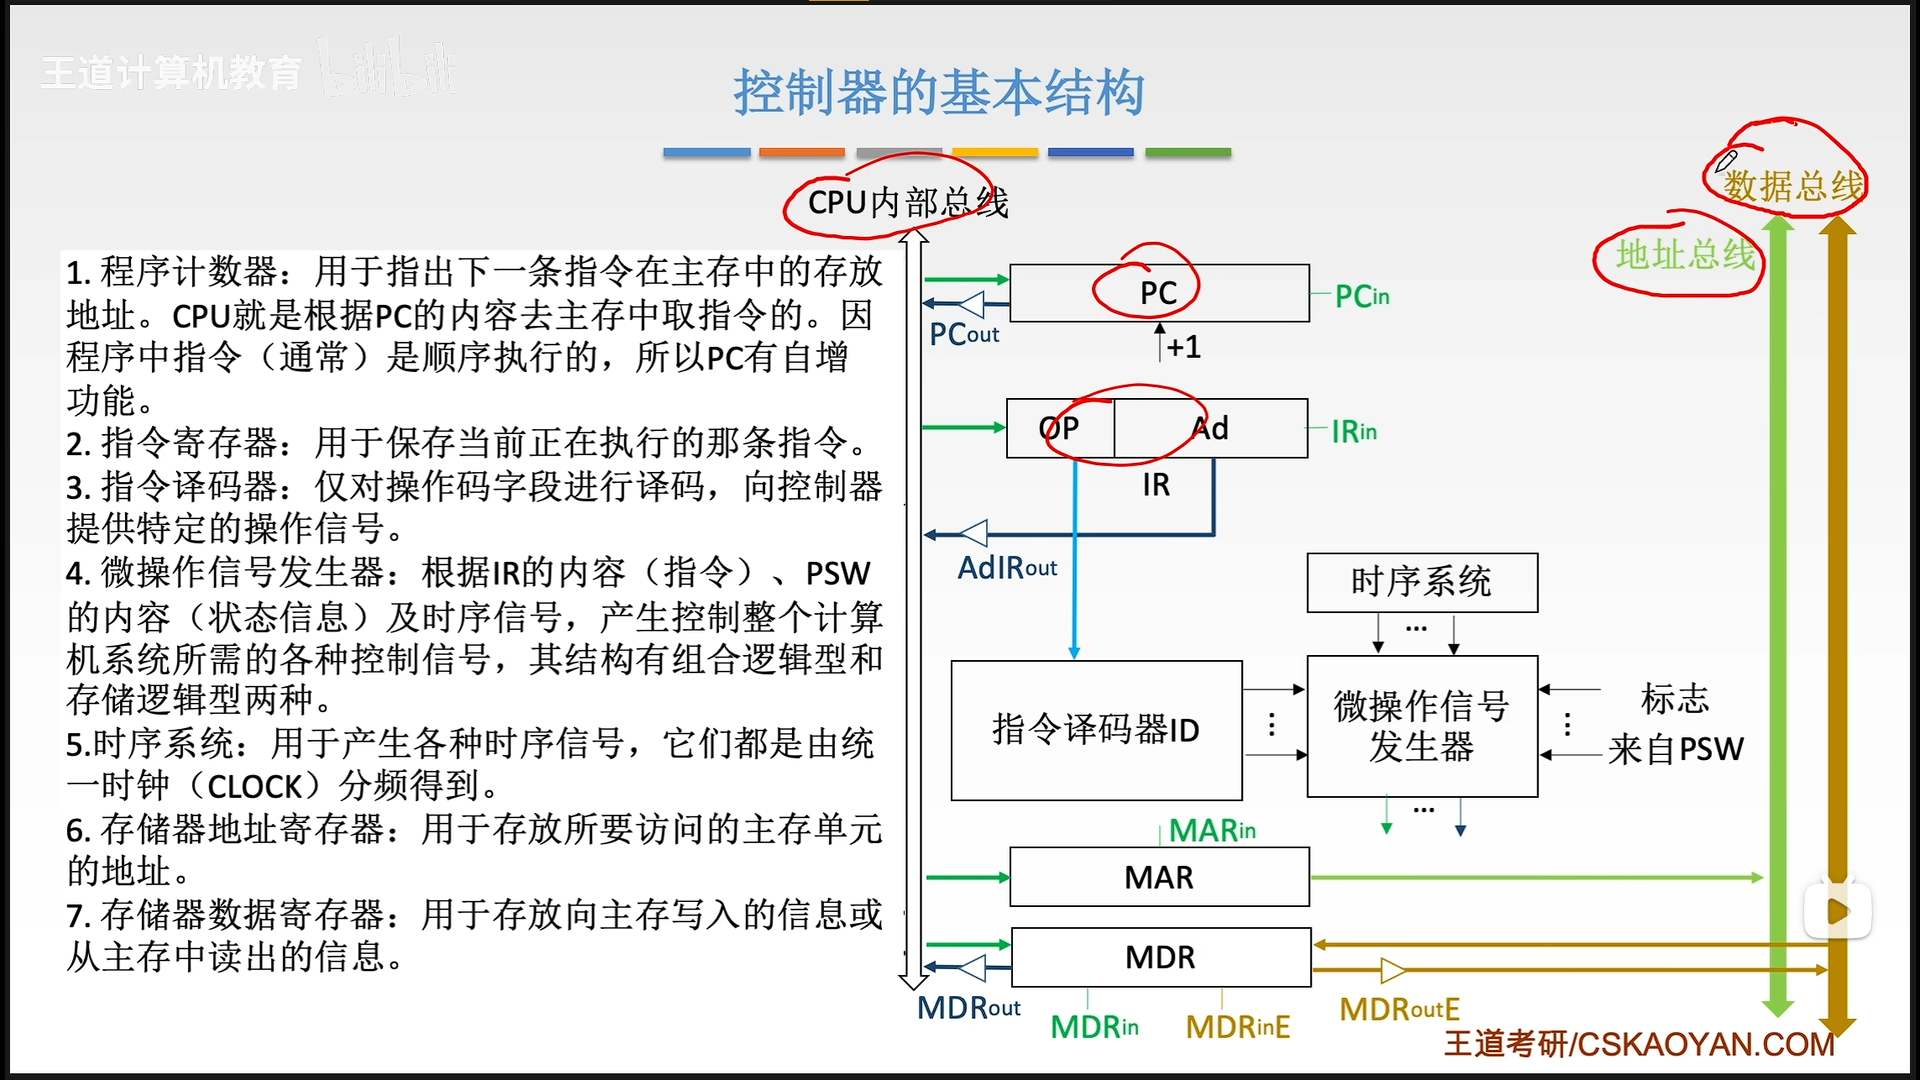 王道计算机教育 bilibili
控制器的基本结构
CPU内部总线
数据总线
地址总线
1. 程序计数器：用于指出下一条指令在主存中的存放
地址。CPU就是根据PC的内容去主存中取指令的。因
程序中指令（通常）是顺序执行的，所以PC有自增
功能。
2. 指令寄存器：用于保存当前正在执行的那条指令。
3. 指令译码器：仅对操作码字段进行译码，向控制器
提供特定的操作信号。
4. 微操作信号发生器：根据IR的内容（指令）、PSW
的内容（状态信息）及时序信号，产生控制整个计算
机系统所需的各种控制信号，其结构有组合逻辑型和
存储逻辑型两种。
5.时序系统：用于产生各种时序信号，它们都是由统
一时钟（CLOCK）分频得到。
6. 存储器地址寄存器：用于存放所要访问的主存单元
的地址。
7. 存储器数据寄存器：用于存放向主存写入的信息或
从主存中读出的信息。
PC
PCin
PCout
+1
OP Ad
IRin
IR
AdIRout
时序系统
...
指令译码器ID
⋮
微操作信号
发生器
⋮
标志
来自PSW
...
MARin
MAR
MDR
MDRout
MDRin
MDRinE
MDRoutE
王道考研/CSKAOYAN.COM